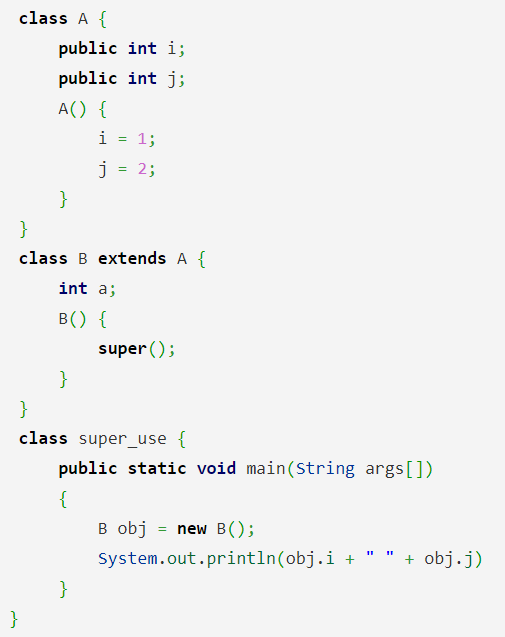 class A {
    public int i;
    public int j;
    A() {
        i = 1;
        j = 2;
    }
}
class B extends A {
    int a;
    B() {
        super();
    }
}
class super_use {
    public static void main(String args[])
    {
        B obj = new B();
        System.out.println(obj.i + " " + obj.j)
    }
}